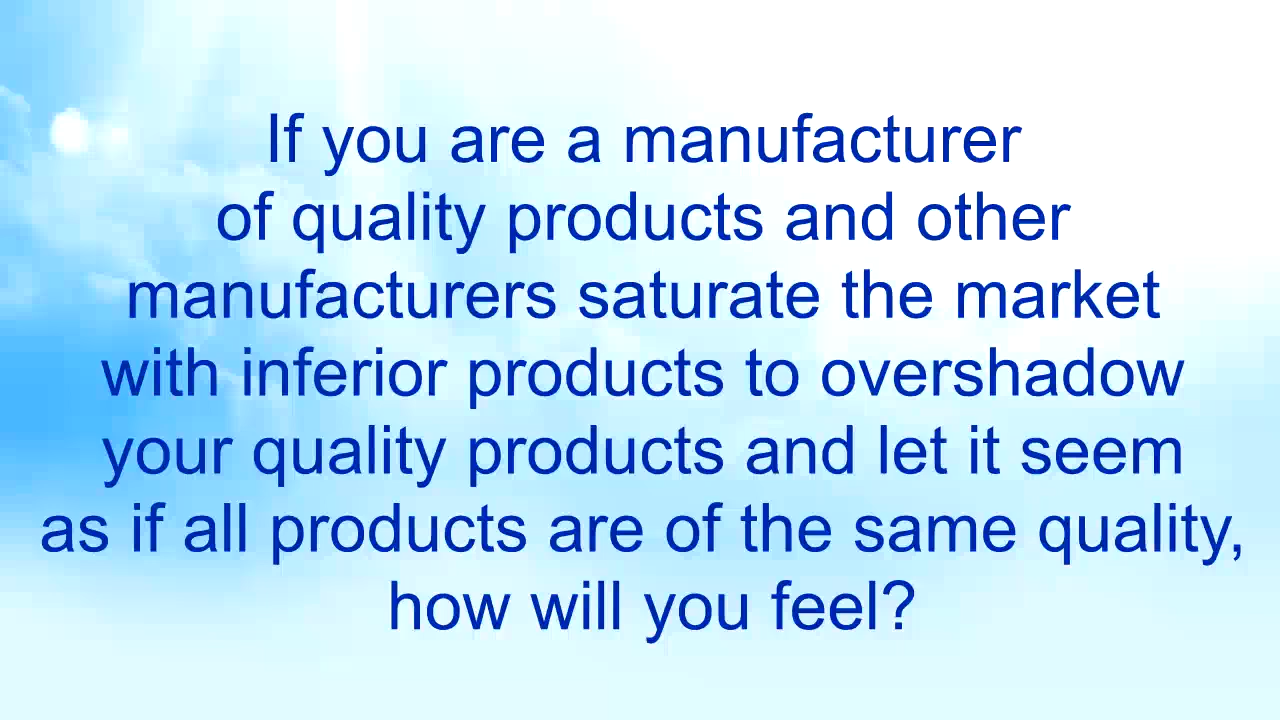 If you are a manufacturer
of quality products and other
manufacturers saturate the market
with inferior products to overshadow
your quality products and let it seem
as if all products are of the same quality,
how will you feel?